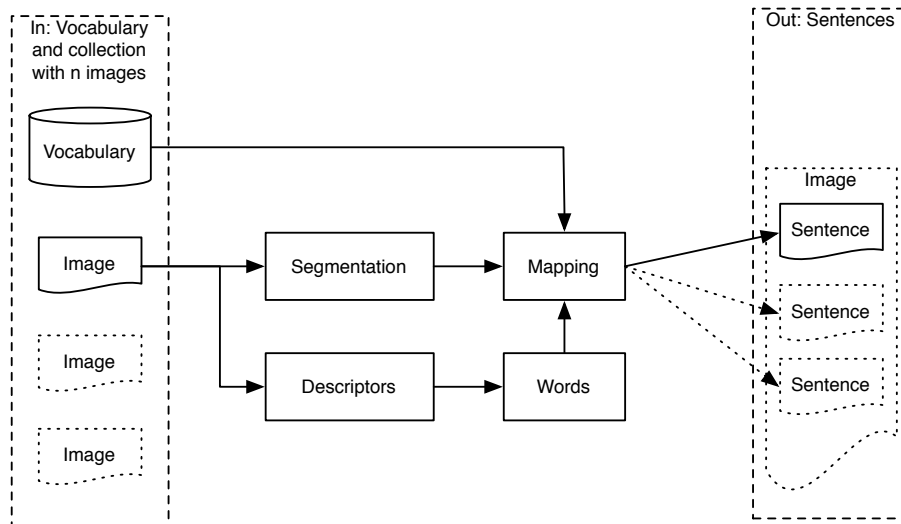 In: Vocabulary
and collection
with n images
Vocabulary
Image
Image
Image
Segmentation
Descriptors
Mapping
Words
Out: Sentences
Image
Sentence
Sentence
Sentence